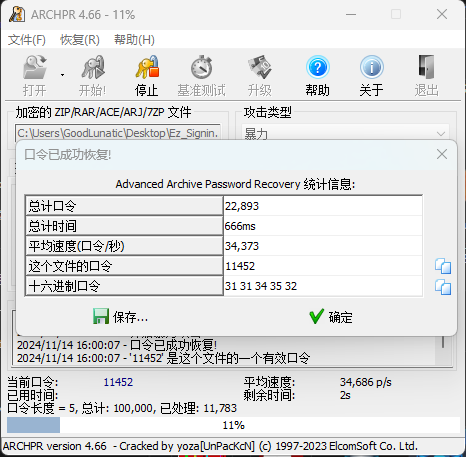 ARCHPR 4.66 - 11%
文件(F) 恢复(R) 帮助(H)
打开 开始! 停止 基准测试 升级 帮助 关于 退出
加密的 ZIP/RAR/ACE/ARJ/7ZP 文件 攻击类型
C:\Users\GoodLunatic\Desktop\Ez_Signin. 暴力
口令已成功恢复!
Advanced Archive Password Recovery 统计信息:
总计口令 22,893
总计时间 666ms
平均速度(口令/秒) 34,373
这个文件的口令 11452
十六进制口令 31 31 34 35 32
保存... 确定
2024/11/14 16:00:07 - 口令已成功恢复!
2024/11/14 16:00:07 - '11452' 是这个文件的一个有效口令
当前口令: 11452 平均速度: 34,686 p/s
已用时间: 剩余时间: 2s
口令长度 = 5, 总计: 100,000, 已处理: 11,783
11%
ARCHPR version 4.66 - Cracked by yoza[UnPacKcN] (c) 1997-2023 ElcomSoft Co. Ltd.